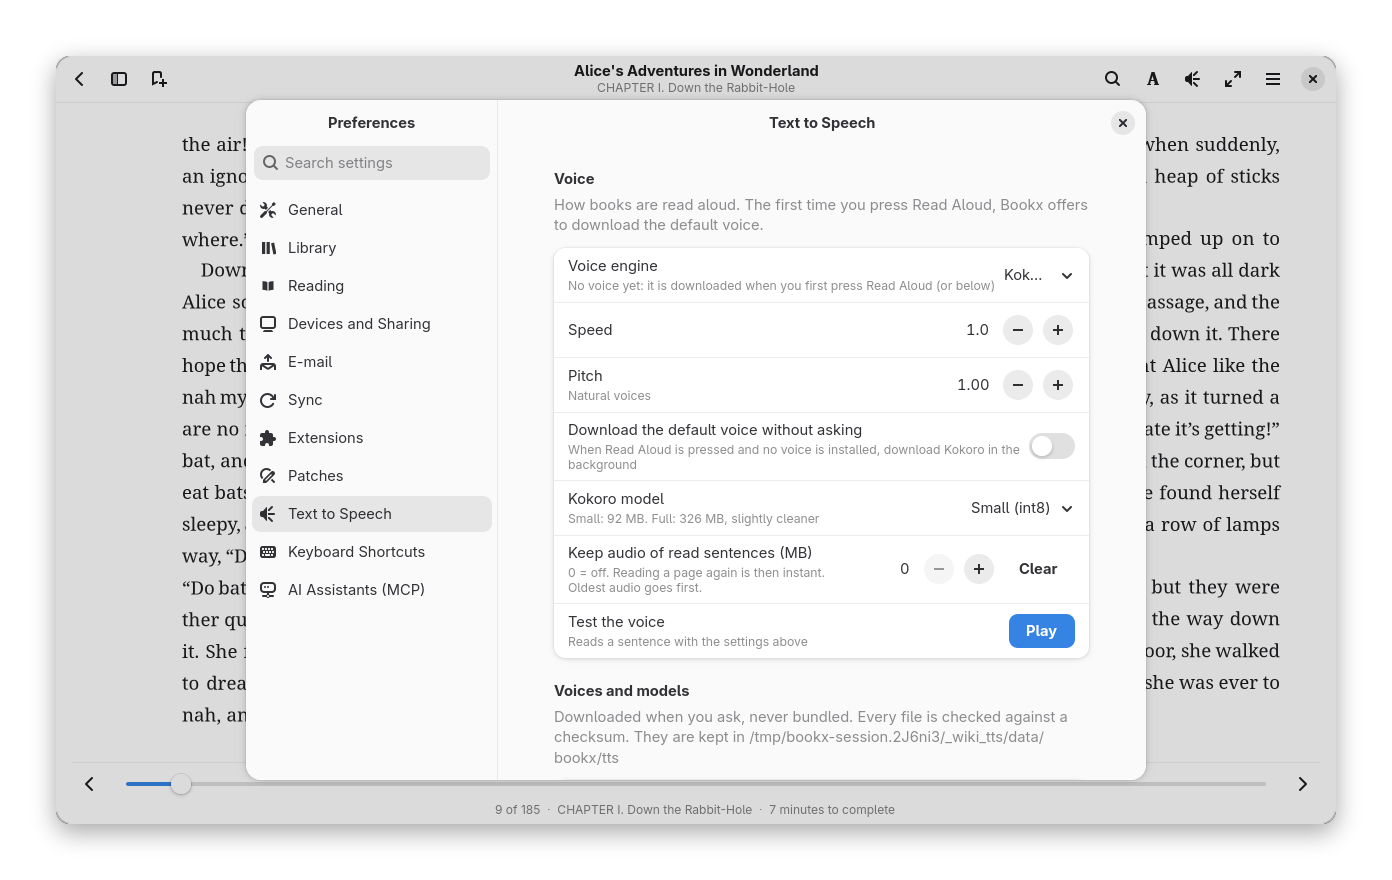 Alice's Adventures in Wonderland
CHAPTER I. Down the Rabbit-Hole
A
Preferences
Search settings
General
Library
Reading
Devices and Sharing
E-mail
Sync
Extensions
Patches
Text to Speech
Keyboard Shortcuts
AI Assistants (MCP)
Text to Speech
Voice
How books are read aloud. The first time you press Read Aloud, Bookx offers
to download the default voice.
Voice engine
No voice yet: it is downloaded when you first press Read Aloud (or below)
Kok...
Speed
1.0
Pitch
Natural voices
1.00
Download the default voice without asking
When Read Aloud is pressed and no voice is installed, download Kokoro in the
background
Kokoro model
Small: 92 MB. Full: 326 MB, slightly cleaner
Small (int8)
Keep audio of read sentences (MB)
0 = off. Reading a page again is then instant.
Oldest audio goes first.
0
Clear
Test the voice
Reads a sentence with the settings above
Play
Voices and models
Downloaded when you ask, never bundled. Every file is checked against a
checksum. They are kept in /tmp/bookx-session.2J6ni3/_wiki_tts/data/
bookx/tts
the air!
an igno
never
where.”
Down
Alice
much
hope th
nah my
are no
bat, and
eat bats
sleepy,
way, “D
“Do bat
ther qu
it. She
to drea
nah, an
when suddenly,
heap of sticks
mped up on to
it was all dark
assage, and the
down it. There
Alice like the
as it turned a
ate it’s getting!”
the corner, but
found herself
a row of lamps
but they were
the way down
oor, she walked
she was ever to
9 of 185 · CHAPTER I. Down the Rabbit-Hole · 7 minutes to complete